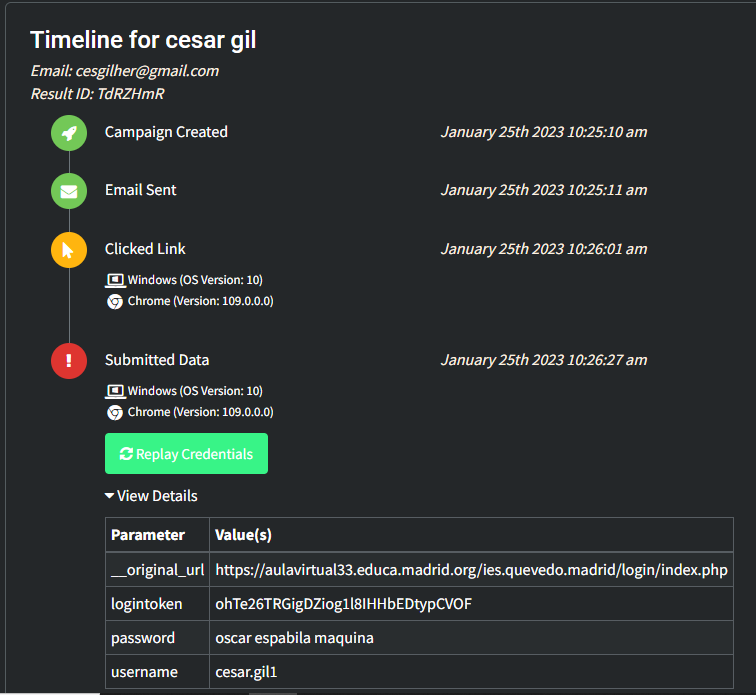 Timeline for cesar gil
Email: cesgilher@gmail.com
Result ID: TdRZHmR
Campaign Created January 25th 2023 10:25:10 am
Email Sent January 25th 2023 10:25:11 am
Clicked Link January 25th 2023 10:26:01 am
Windows (OS Version: 10)
Chrome (Version: 109.0.0.0)
Submitted Data January 25th 2023 10:26:27 am
Windows (OS Version: 10)
Chrome (Version: 109.0.0.0)
Replay Credentials
View Details
Parameter Value(s)
__original_url https://aulavirtual33.educa.madrid.org/ies.quevedo.madrid/login/index.php
logintoken ohTe26TRGigDZiog1l8IHHbEDtypCVOF
password oscar espabila maquina
username cesar.gil1